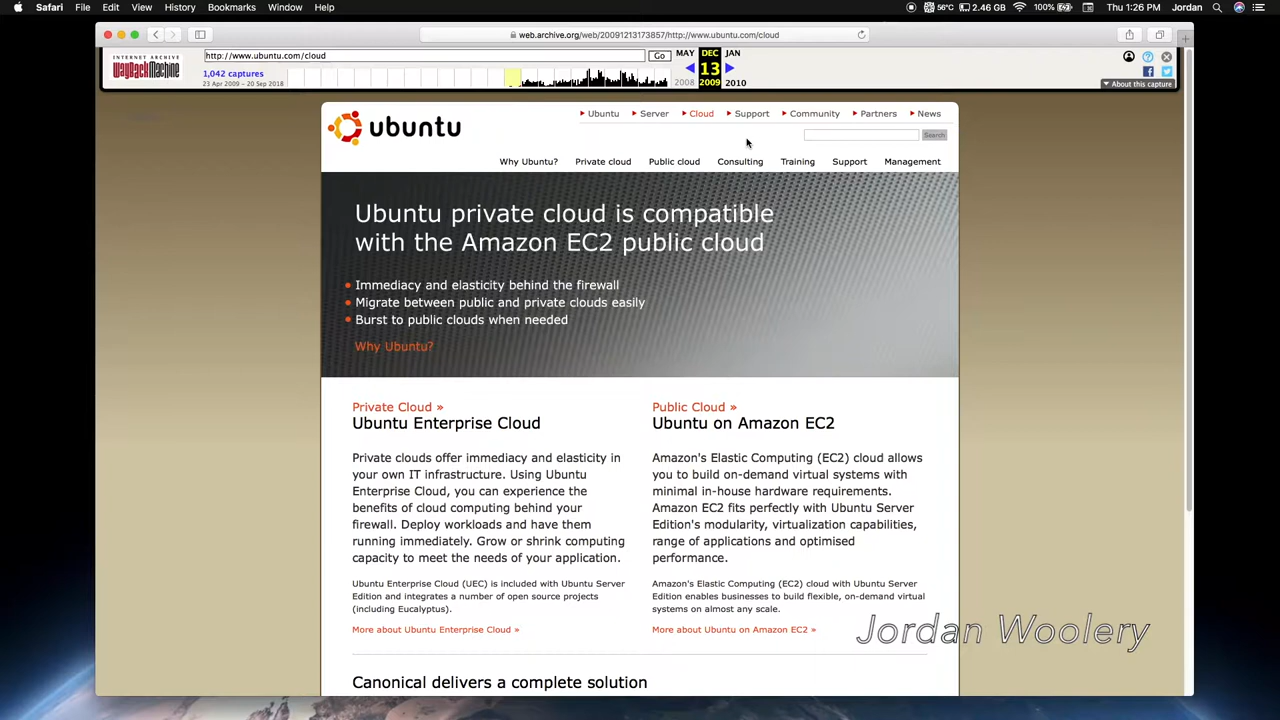 Safari File Edit View History Bookmarks Window Help 56°C 2.46 GB 100% Thu 1:26 PM Jordan
web.archive.org/web/20091213173857/http://www.ubuntu.com/cloud
INTERNET ARCHIVE
WayBackMachine
http://www.ubuntu.com/cloud Go
1,042 captures
23 Apr 2009 – 20 Sep 2018
MAY DEC JAN
13
2008 2009 2010
About this capture
ubuntu
Ubuntu Server Cloud Support Community Partners News
Search
Why Ubuntu? Private cloud Public cloud Consulting Training Support Management
Ubuntu private cloud is compatible
with the Amazon EC2 public cloud
Immediacy and elasticity behind the firewall
Migrate between public and private clouds easily
Burst to public clouds when needed
Why Ubuntu?
Private Cloud »
Ubuntu Enterprise Cloud
Private clouds offer immediacy and elasticity in
your own IT infrastructure. Using Ubuntu
Enterprise Cloud, you can experience the
benefits of cloud computing behind your
firewall. Deploy workloads and have them
running immediately. Grow or shrink computing
capacity to meet the needs of your application.
Ubuntu Enterprise Cloud (UEC) is included with Ubuntu Server
Edition and integrates a number of open source projects
(including Eucalyptus).
More about Ubuntu Enterprise Cloud »
Public Cloud »
Ubuntu on Amazon EC2
Amazon's Elastic Computing (EC2) cloud allows
you to build on-demand virtual systems with
minimal in-house hardware requirements.
Amazon EC2 fits perfectly with Ubuntu Server
Edition's modularity, virtualization capabilities,
range of applications and optimised
performance.
Amazon's Elastic Computing (EC2) cloud with Ubuntu Server
Edition enables businesses to build flexible, on-demand virtual
systems on almost any scale.
More about Ubuntu on Amazon EC2 »
Jordan Woolery
Canonical delivers a complete solution